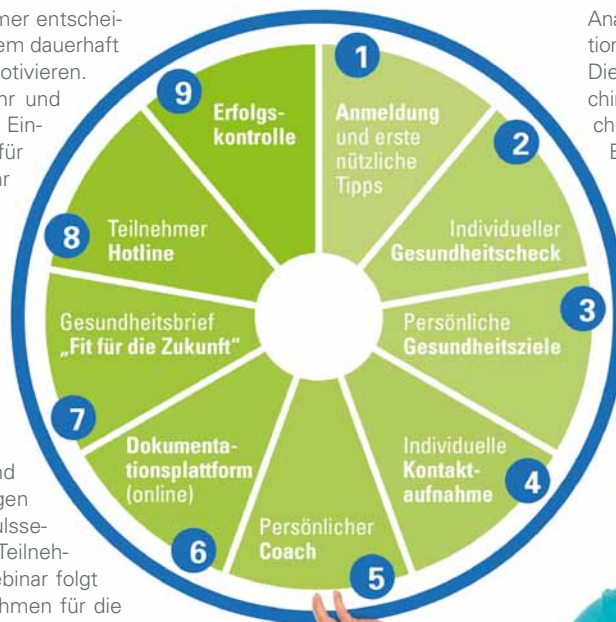 mer entschei-
em dauerhaft
otivieren.
hr und
Ein-
für
hr
nd
gen
ulsse-
Teilneh-
ebinar folgt
hmen für die
1
Anmeldung
und erste
nützliche
Tipps
2
Individueller
Gesundheitscheck
3
Persönliche
Gesundheitsziele
4
Individuelle
Kontakt-
aufnahme
5
Persönlicher
Coach
6
Dokumenta-
tionsplattform
(online)
7
Gesundheitsbrief
„Fit für die Zukunft"
8
Teilnehmer
Hotline
9
Erfolgs-
kontrolle
Ana
tion
Die
chin
ch
E